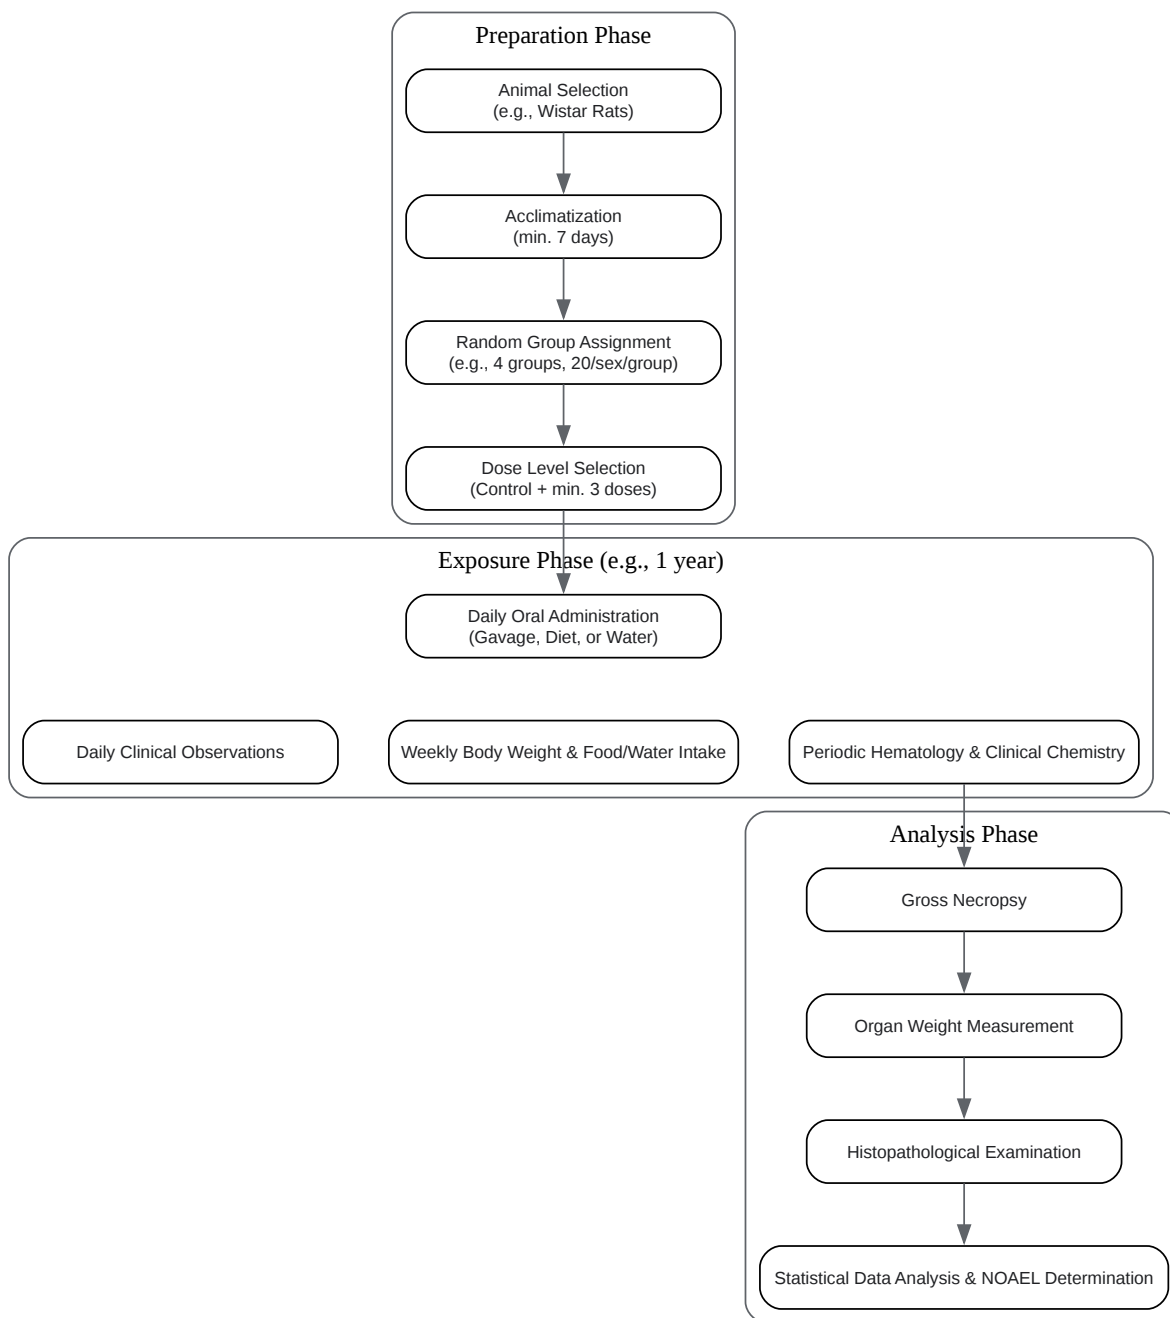 Preparation Phase
Animal Selection
(e.g., Wistar Rats)
Acclimatization
(min. 7 days)
Random Group Assignment
(e.g., 4 groups, 20/sex/group)
Dose Level Selection
(Control + min. 3 doses)
Exposure Phase (e.g., 1 year)
Daily Oral Administration
(Gavage, Diet, or Water)
Daily Clinical Observations
Weekly Body Weight & Food/Water Intake
Periodic Hematology & Clinical Chemistry
Analysis Phase
Gross Necropsy
Organ Weight Measurement
Histopathological Examination
Statistical Data Analysis & NOAEL Determination